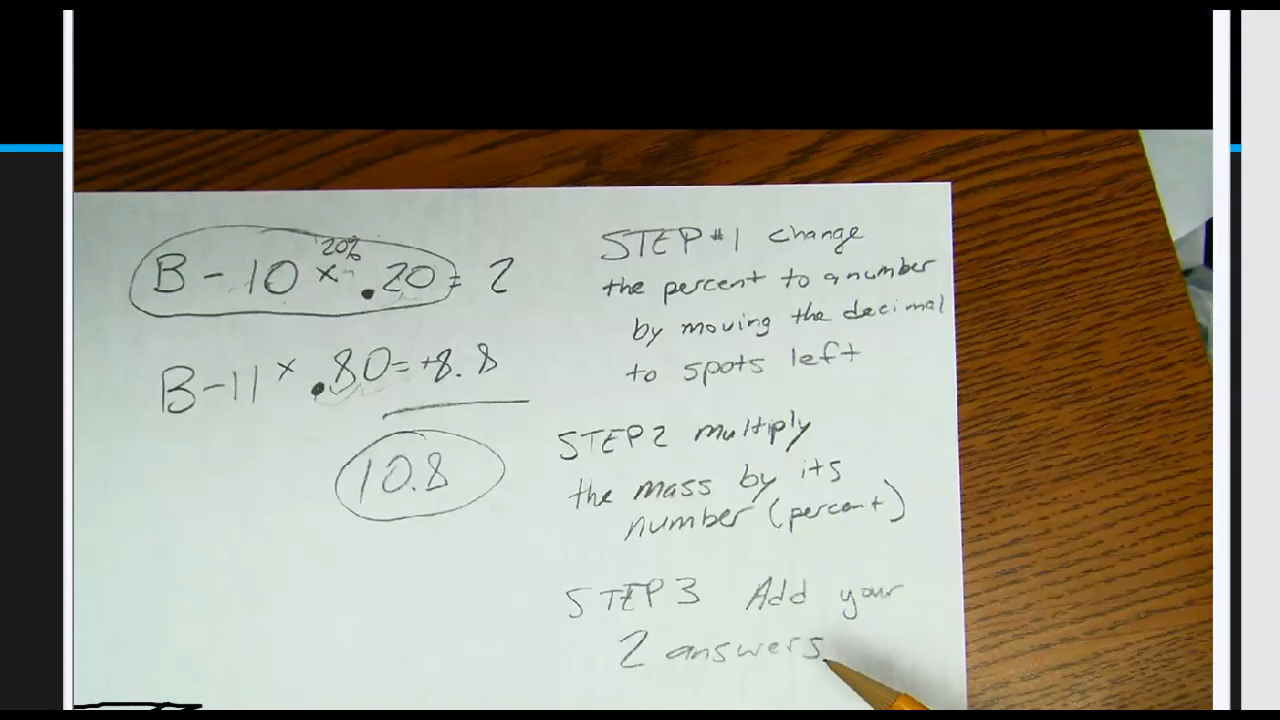 20%
B-10 x .20 = 2
B-11 x .80 = +8.8
10.8
STEP #1 change
the percent to a number
by moving the decimal
to spots left
STEP 2 multiply
the mass by its
number (percent)
STEP 3 Add your
2 answers